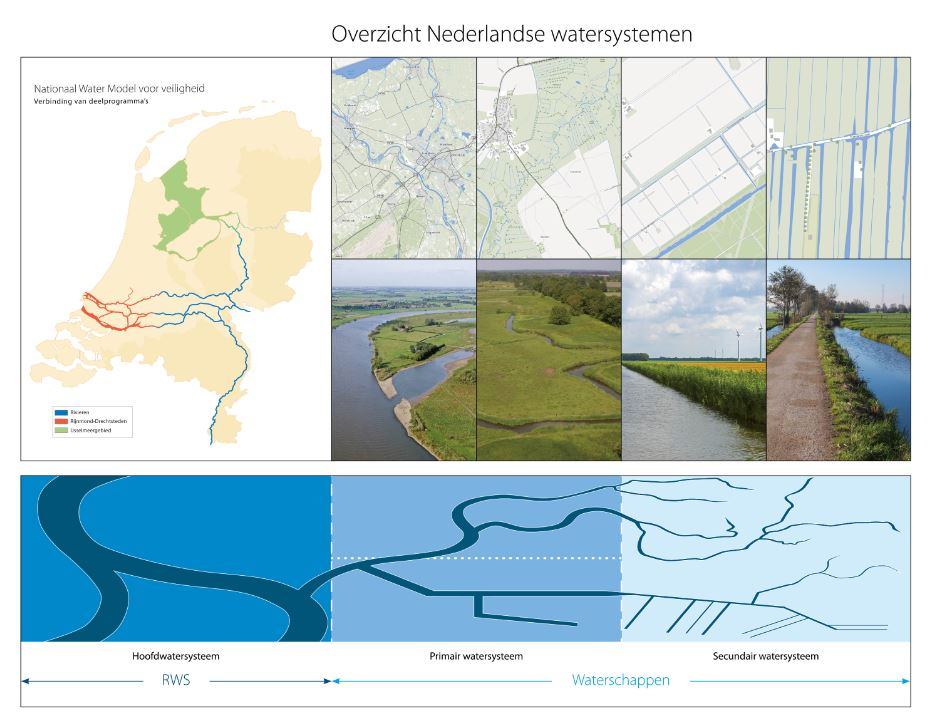 Overzicht Nederlandse watersystemen
Nationaal Water Model voor veiligheid
Verbinding van deelprogramma's
Rivieren
Rijnmond-Drechtsteden
IJsselmeergebied
Hoofdwatersysteem
Primair watersysteem
Secundair watersysteem
RWS
Waterschappen